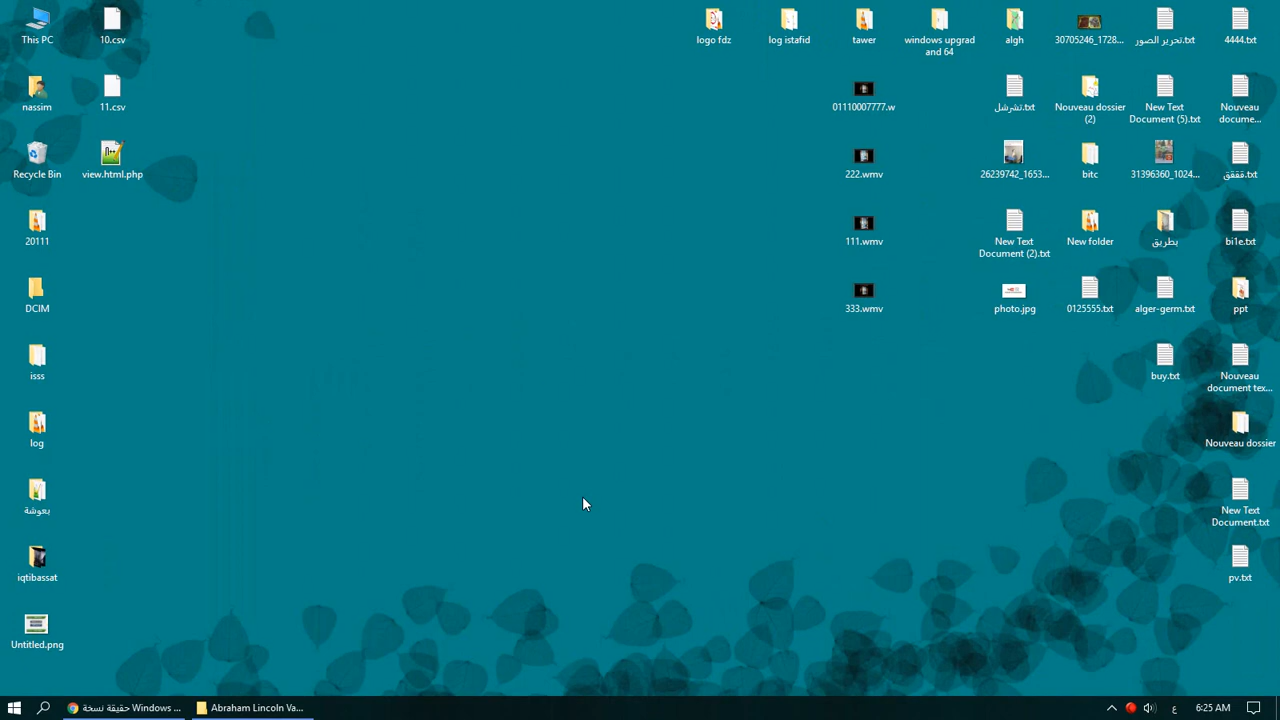 This PC
10.csv
logo fdz
log istafid
tawer
windows upgrad and 64
algh
30705246_1728...
تحرير الصور.txt
4444.txt
nassim
11.csv
01110007777.w
تشرشل.txt
Nouveau dossier
(2)
New Text
Document (5).txt
Nouveau
docume...
Recycle Bin
view.html.php
222.wmv
26239742_1653...
bitc
31396360_1024...
ققفق.txt
20111
111.wmv
New Text
Document (2).txt
New folder
بطريق
bi1e.txt
DCIM
333.wmv
photo.jpg
0125555.txt
alger-germ.txt
ppt
isss
buy.txt
Nouveau
document tex...
log
Nouveau dossier
بعوشة
New Text
Document.txt
iqtibassat
pv.txt
Untitled.png
حقيقة نسخة Windows ...
Abraham Lincoln Va...
ع
6:25 AM